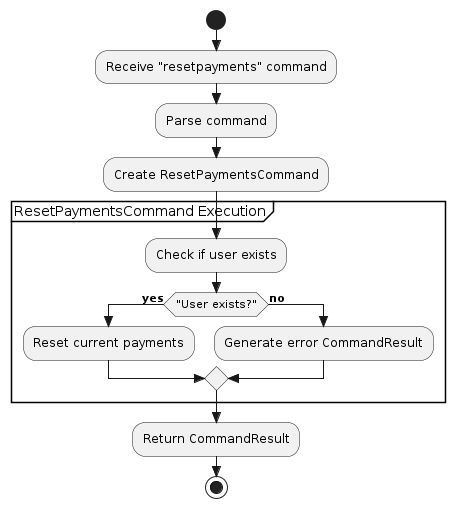 Receive "resetpayments" command
Parse command
Create ResetPaymentsCommand
ResetPaymentsCommand Execution
Check if user exists
yes
"User exists?"
no
Reset current payments
Generate error CommandResult
Return CommandResult